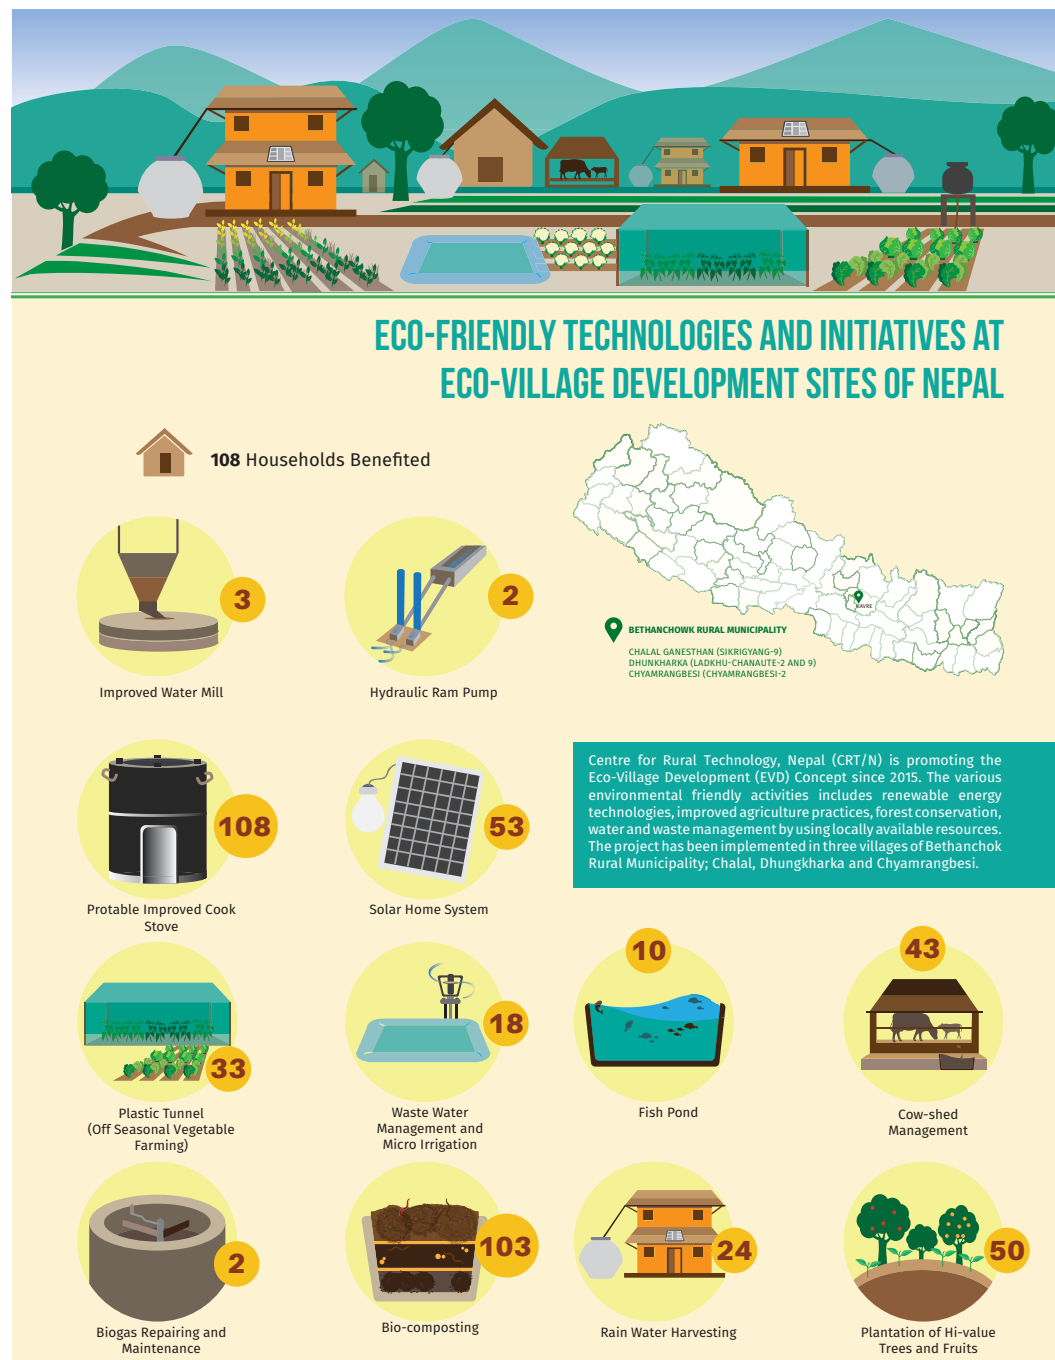 ECO-FRIENDLY TECHNOLOGIES AND INITIATIVES AT
ECO-VILLAGE DEVELOPMENT SITES OF NEPAL
108 Households Benefited
3
Improved Water Mill
2
Hydraulic Ram Pump
KAVRE
BETHANCHOWK RURAL MUNICIPALITY
CHALAL GANESTHAN (SIKRIGYANG-9)
DHUNKHARKA (LADKHU-CHANAUTE-2 AND 9)
CHYAMRANGBESI (CHYAMRANGBESI-2
108
Protable Improved Cook
Stove
53
Solar Home System
Centre for Rural Technology, Nepal (CRT/N) is promoting the
Eco-Village Development (EVD) Concept since 2015. The various
environmental friendly activities includes renewable energy
technologies, improved agriculture practices, forest conservation,
water and waste management by using locally available resources.
The project has been implemented in three villages of Bethanchok
Rural Municipality; Chalal, Dhungkharka and Chyamrangbesi.
33
Plastic Tunnel
(Off Seasonal Vegetable
Farming)
18
Waste Water
Management and
Micro Irrigation
10
Fish Pond
43
Cow-shed
Management
2
Biogas Repairing and
Maintenance
103
Bio-composting
24
Rain Water Harvesting
50
Plantation of Hi-value
Trees and Fruits